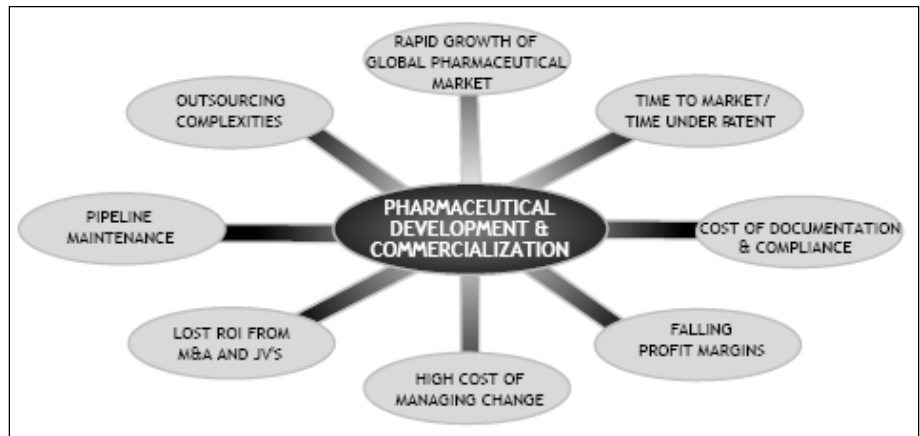 RAPID GROWTH OF
GLOBAL PHARMACEUTICAL
MARKET
OUTSOURCING
COMPLEXITIES
TIME TO MARKET/
TIME UNDER PATENT
PIPELINE
MAINTENANCE
PHARMACEUTICAL
DEVELOPMENT &
COMMERCIALIZATION
COST OF DOCUMENTATION
& COMPLIANCE
LOST ROI FROM
M&A AND JV'S
FALLING
PROFIT MARGINS
HIGH COST OF
MANAGING CHANGE